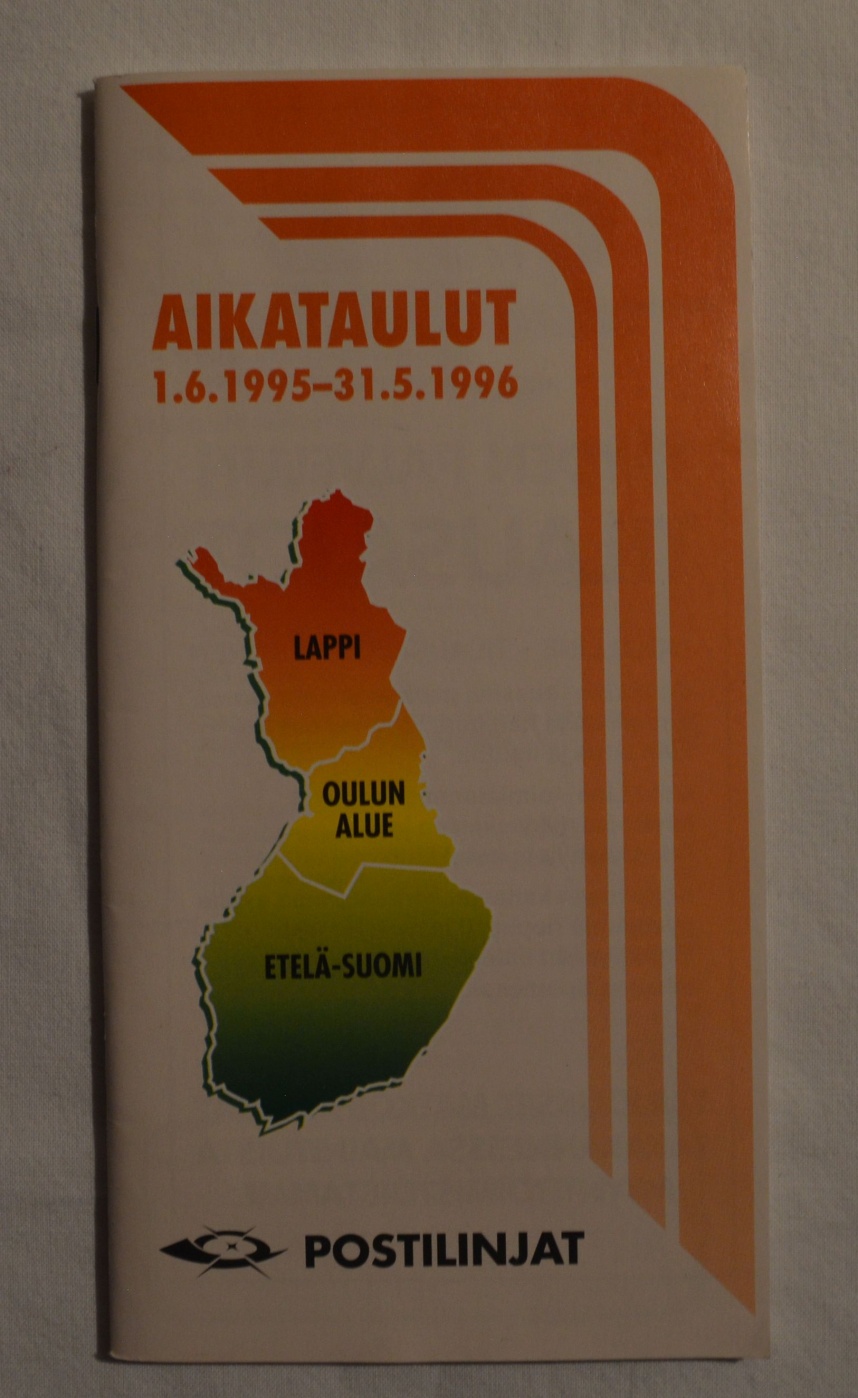 AIKATAULUT
1.6.1995–31.5.1996
LAPPI
OULUN
ALUE
ETELÄ-SUOMI
POSTILINJAT